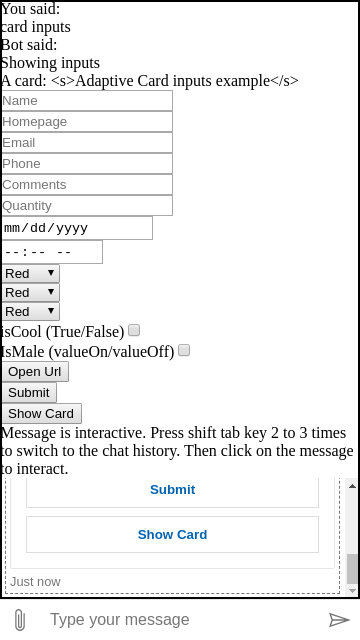 You said:
card inputs
Bot said:
Showing inputs
A card: <s>Adaptive Card inputs example</s>
Name
Homepage
Email
Phone
Comments
Quantity
mm/dd/yyyy
--:-- --
Red
Red
Red
isCool (True/False)
IsMale (valueOn/valueOff)
Open Url
Submit
Show Card
Message is interactive. Press shift tab key 2 to 3 times
to switch to the chat history. Then click on the message
to interact.
Submit
Show Card
Just now
Type your message